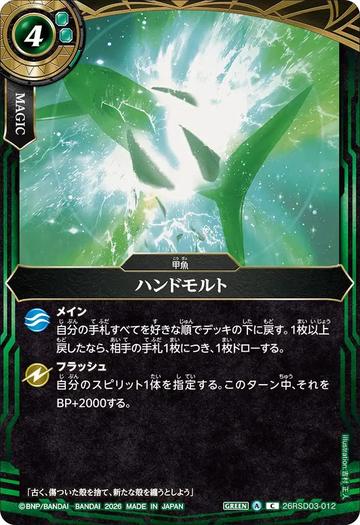 4
MAGIC
甲魚
ハンドモルト
メイン
自分の手札すべてを好きな順でデッキの下に戻す。1枚以上
戻したなら、相手の手札1枚につき、1枚ドローする。
フラッシュ
自分のスピリット1体を指定する。このターン中、それを
BP+2000する。
「古く、傷ついた殻を捨て、新たな殻を纏うとしよう」
Illustration:吉村 正人
©BNP/BANDAI BANDAI 2026 MADE IN JAPAN
GREEN A C 26RSD03-012